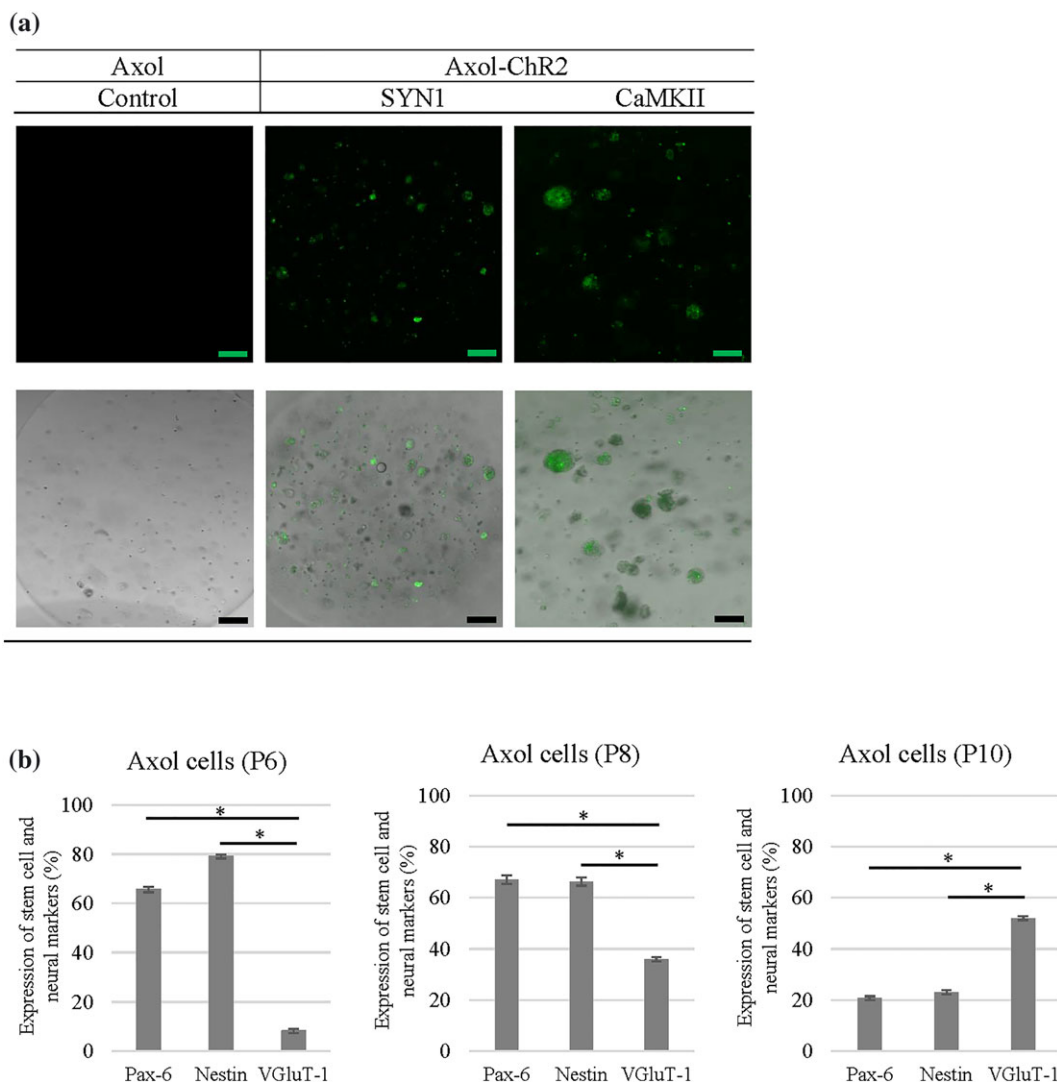 (a)
Axol Axol-ChR2
Control SYN1 CaMKII
(b)
Axol cells (P6)
Expression of stem cell and
neural markers (%)
100
80
60
40
20
0
*
*
Pax-6 Nestin VGluT-1
Axol cells (P8)
Expression of stem cell and
neural markers (%)
100
80
60
40
20
0
*
*
Pax-6 Nestin VGluT-1
Axol cells (P10)
Expression of stem cell and
neural markers (%)
100
80
60
40
20
0
*
*
Pax-6 Nestin VGluT-1